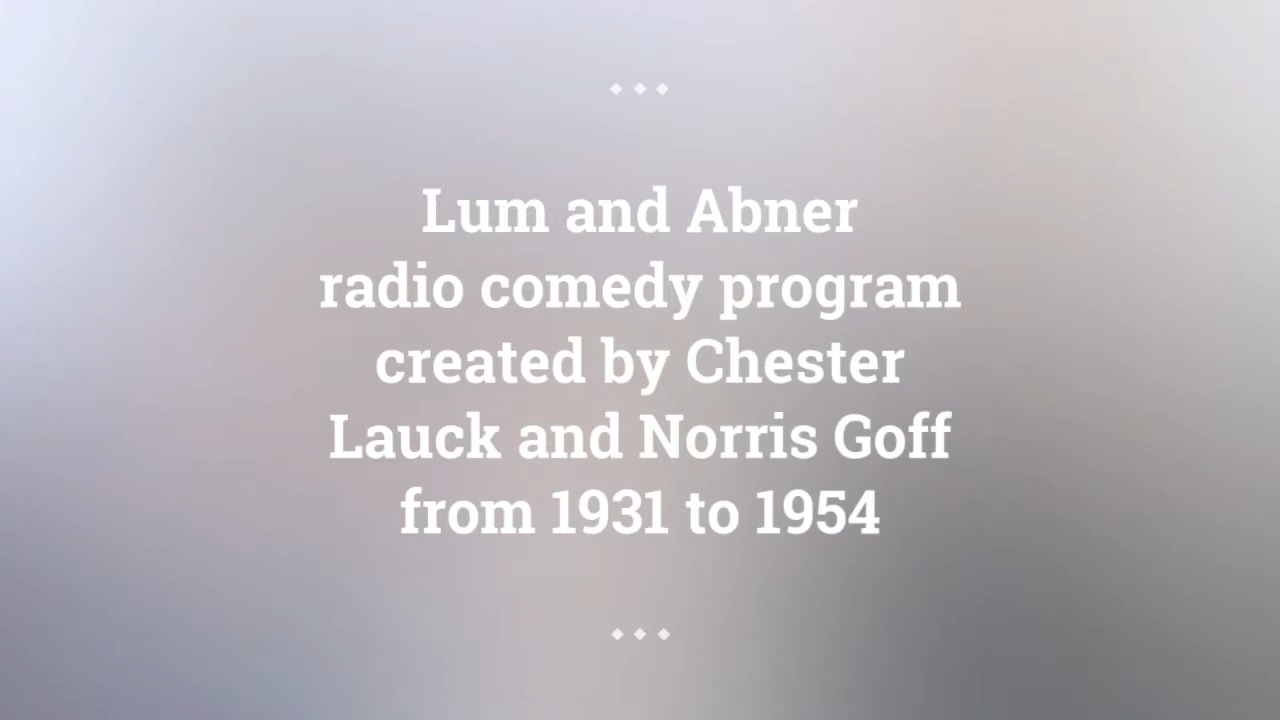 Lum and Abner
radio comedy program
created by Chester
Lauck and Norris Goff
from 1931 to 1954